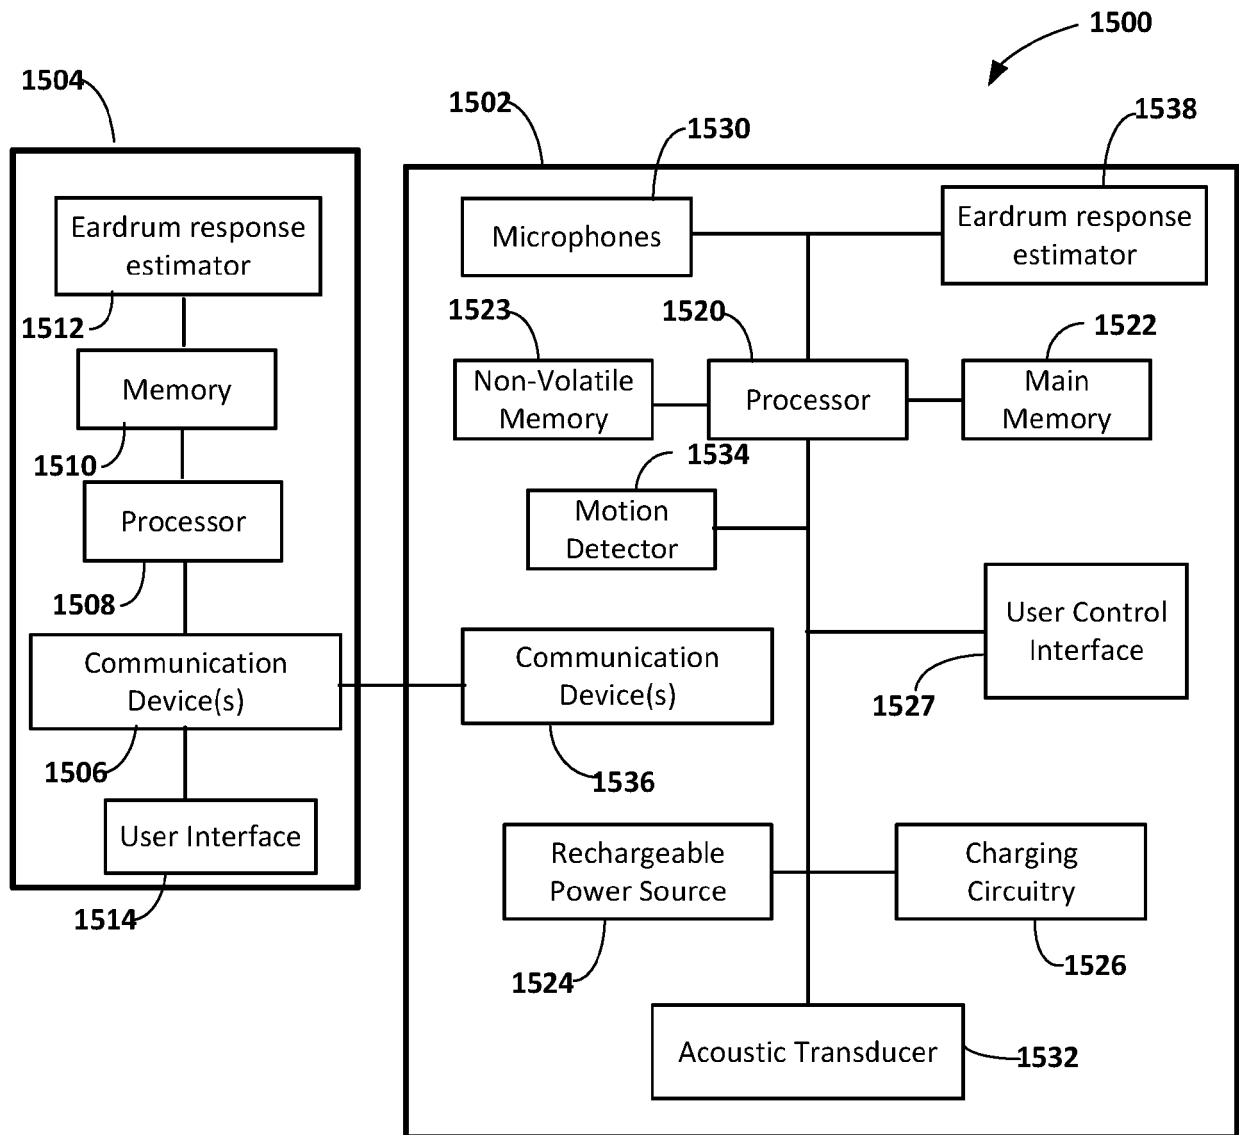 1500
1504
1502
1530
1538
Eardrum response
estimator
Microphones
Eardrum response
estimator
1512
1523
1520
1522
Memory
Non-Volatile
Memory
Processor
Main
Memory
1510
1534
Processor
Motion
Detector
1508
User Control
Interface
Communication
Device(s)
Communication
Device(s)
1527
1506
1536
User Interface
Rechargeable
Power Source
Charging
Circuitry
1514
1524
1526
Acoustic Transducer
1532